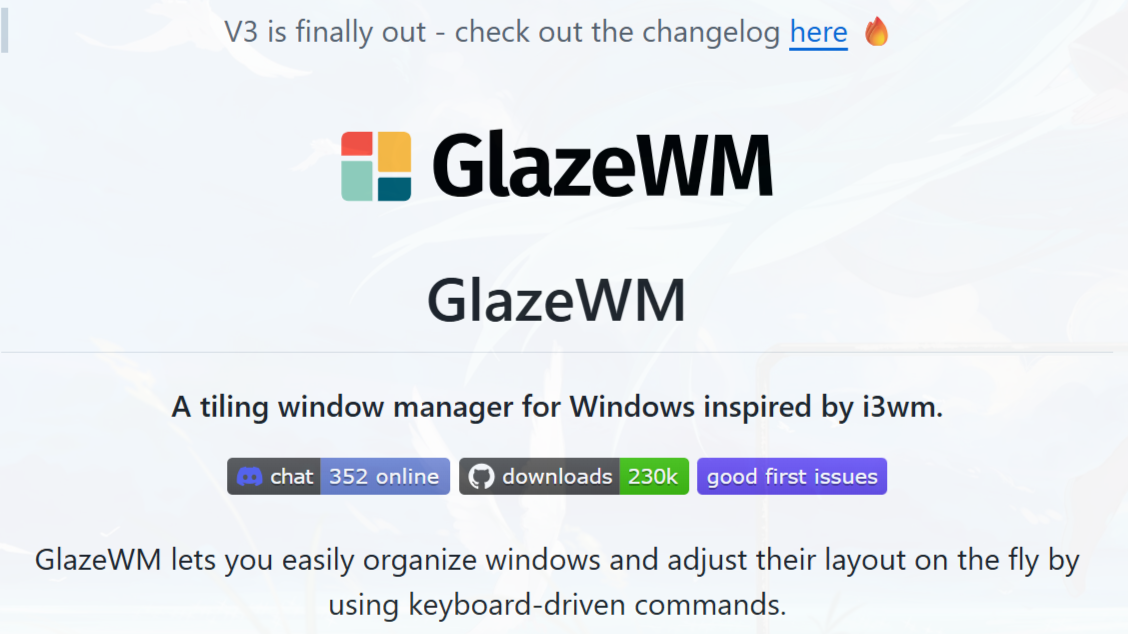 V3 is finally out - check out the changelog here 🔥
GlazeWM
GlazeWM
A tiling window manager for Windows inspired by i3wm.
chat 352 online downloads 230k good first issues
GlazeWM lets you easily organize windows and adjust their layout on the fly by
using keyboard-driven commands.